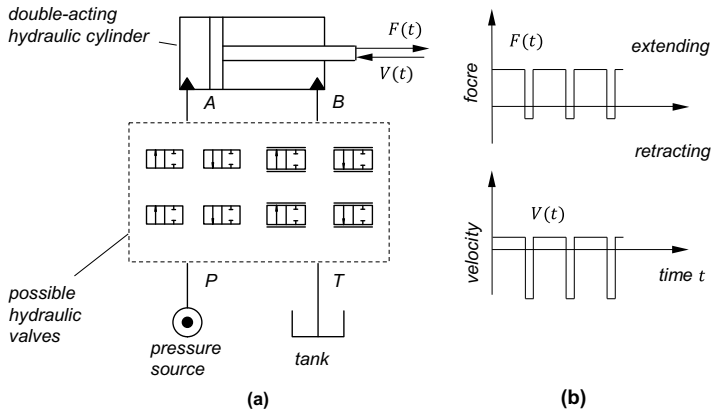 double-acting
hydraulic cylinder
F(t)
V(t)
A
B
P
T
possible
hydraulic
valves
pressure
source
tank
(a)
F(t)
extending
focre
retracting
V(t)
velocity
time t
(b)